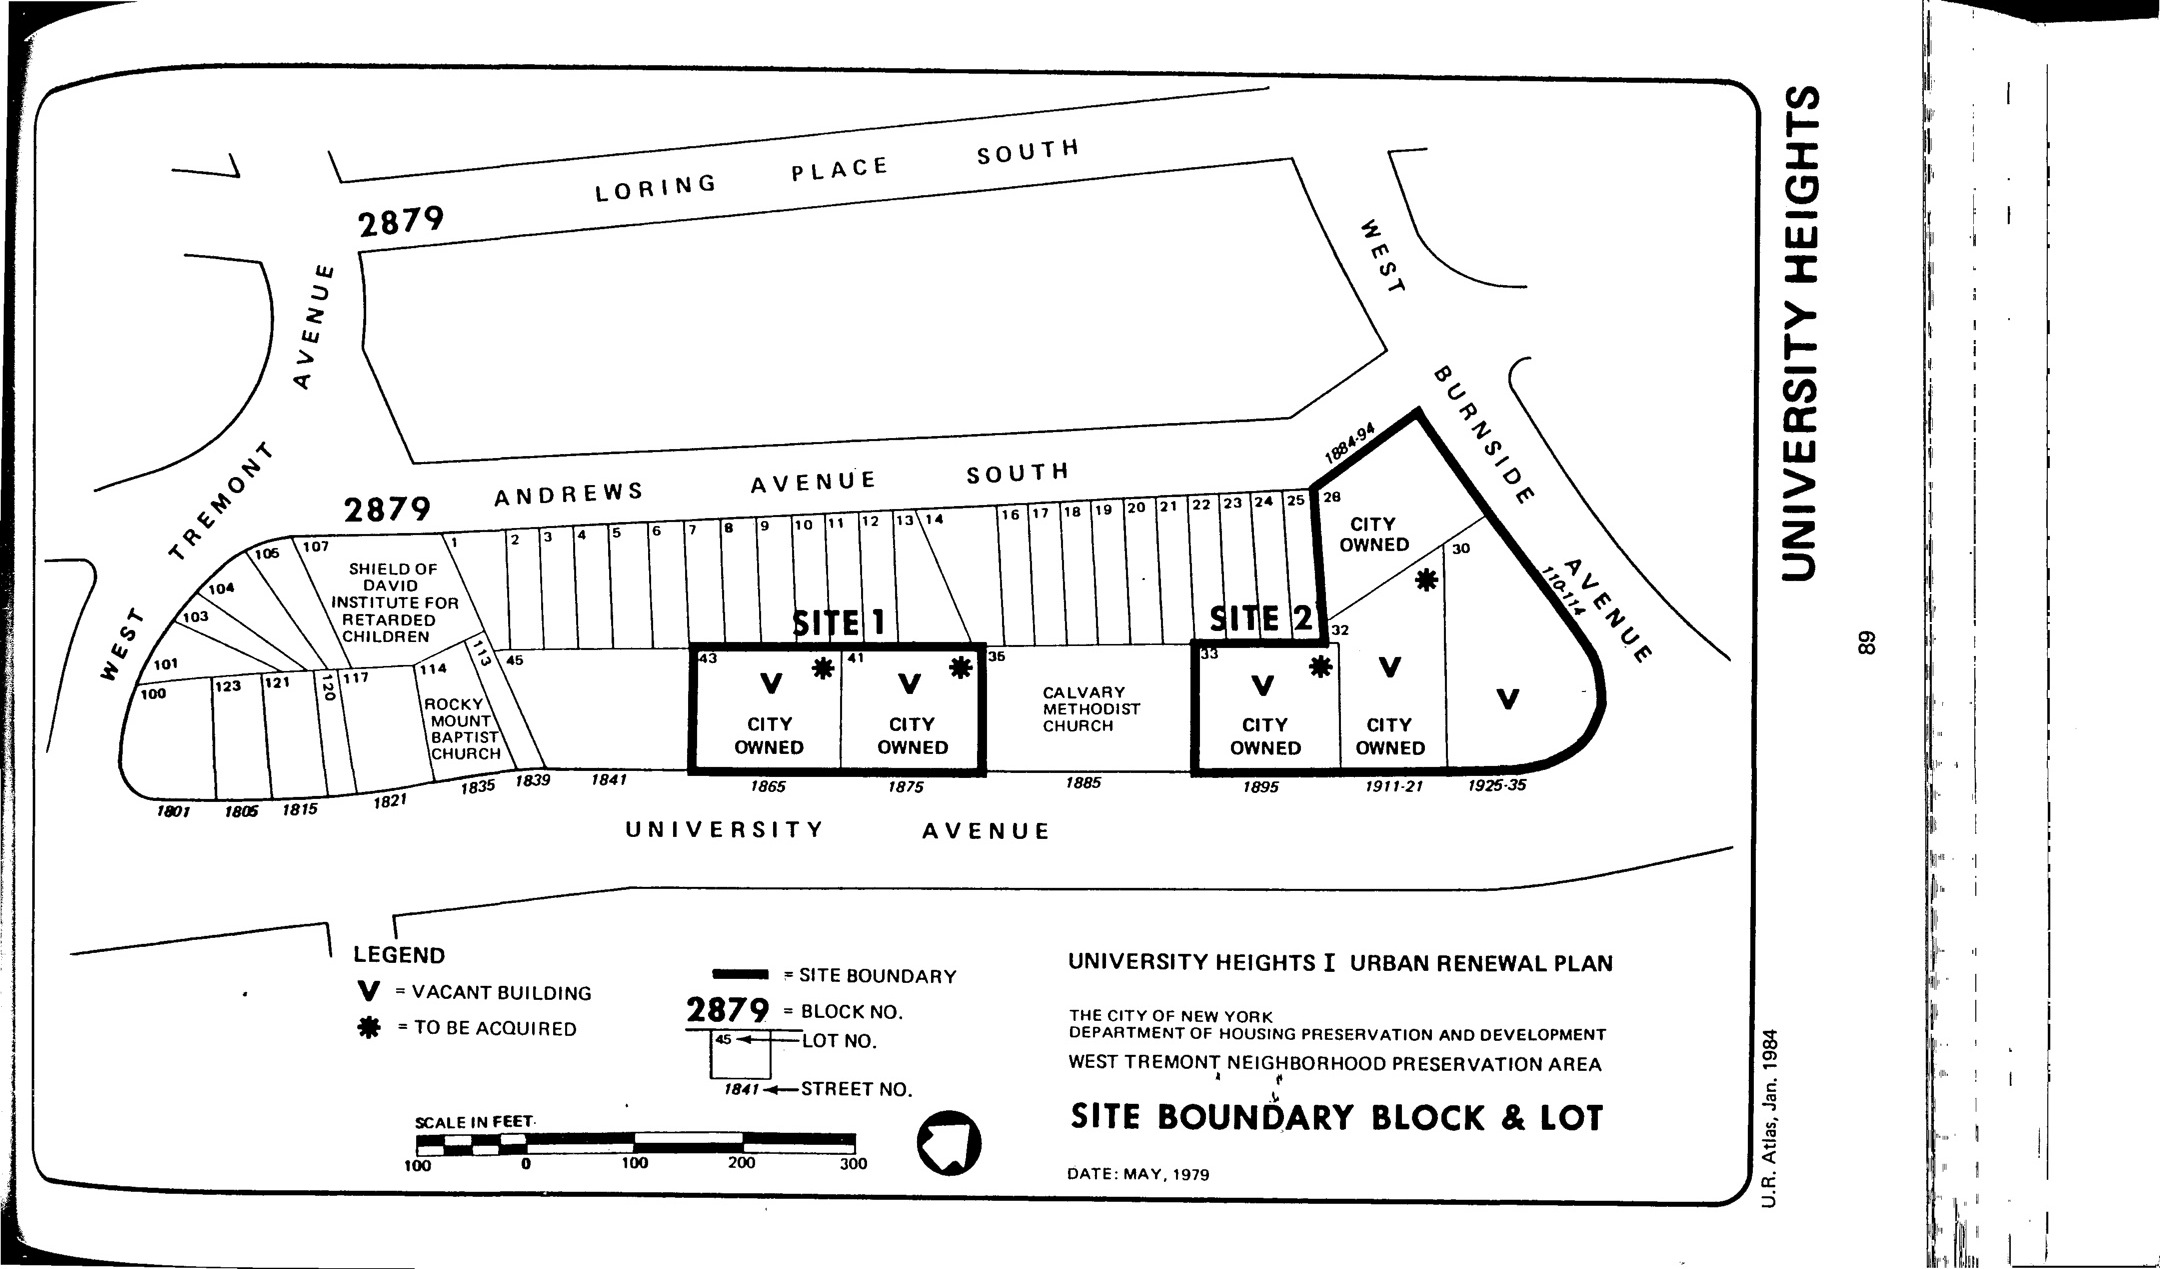 LORING PLACE SOUTH
2879
WEST TREMONT AVENUE
WEST BURNSIDE AVENUE
ANDREWS AVENUE SOUTH
2879
1884-94
110-114
105
107
1
2
3
4
5
6
7
8
9
10
11
12
13
14
16
17
18
19
20
21
22
23
24
25
28
CITY
OWNED
30
104
103
101
SHIELD OF
DAVID
INSTITUTE FOR
RETARDED
CHILDREN
SITE 1
SITE 2
32
100
123
121
120
117
114
113
45
ROCKY
MOUNT
BAPTIST
CHURCH
43
V
CITY
OWNED
41
V
CITY
OWNED
35
CALVARY
METHODIST
CHURCH
33
V
CITY
OWNED
V
CITY
OWNED
V
1801
1805
1815
1821
1835
1839
1841
1865
1875
1885
1895
1911-21
1925-35
UNIVERSITY AVENUE
LEGEND
V = VACANT BUILDING
✱ = TO BE ACQUIRED
= SITE BOUNDARY
2879 = BLOCK NO.
45 LOT NO.
1841 STREET NO.
SCALE IN FEET
100 0 100 200 300
UNIVERSITY HEIGHTS I URBAN RENEWAL PLAN
THE CITY OF NEW YORK
DEPARTMENT OF HOUSING PRESERVATION AND DEVELOPMENT
WEST TREMONT NEIGHBORHOOD PRESERVATION AREA
SITE BOUNDARY BLOCK & LOT
DATE: MAY, 1979
UNIVERSITY HEIGHTS
89
U.R. Atlas, Jan. 1984